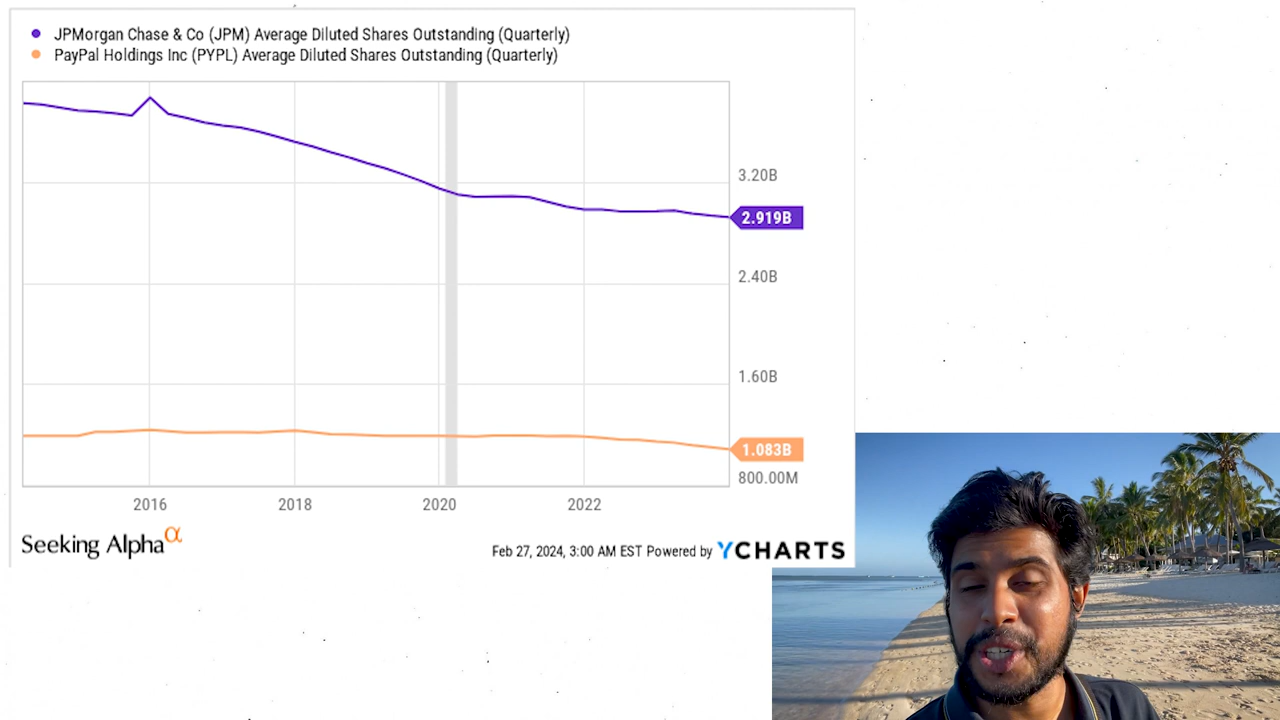 JPMorgan Chase & Co (JPM) Average Diluted Shares Outstanding (Quarterly)
PayPal Holdings Inc (PYPL) Average Diluted Shares Outstanding (Quarterly)
3.20B
2.919B
2.40B
1.60B
1.083B
800.00M
2016 2018 2020 2022
Seeking Alphaα
Feb 27, 2024, 3:00 AM EST Powered by YCHARTS